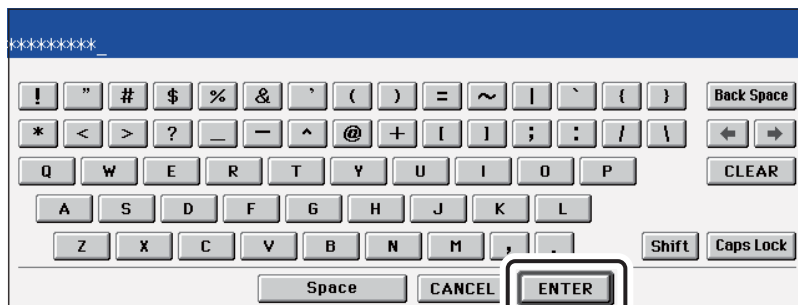 *********_
! " # $ % & ' ( ) = ~ | ` { } Back Space
* < > ? _ - ^ @ + [ ] ; : / \ ← →
Q W E R T Y U I O P CLEAR
A S D F G H J K L
Z X C V B N M , . Shift Caps Lock
Space CANCEL ENTER